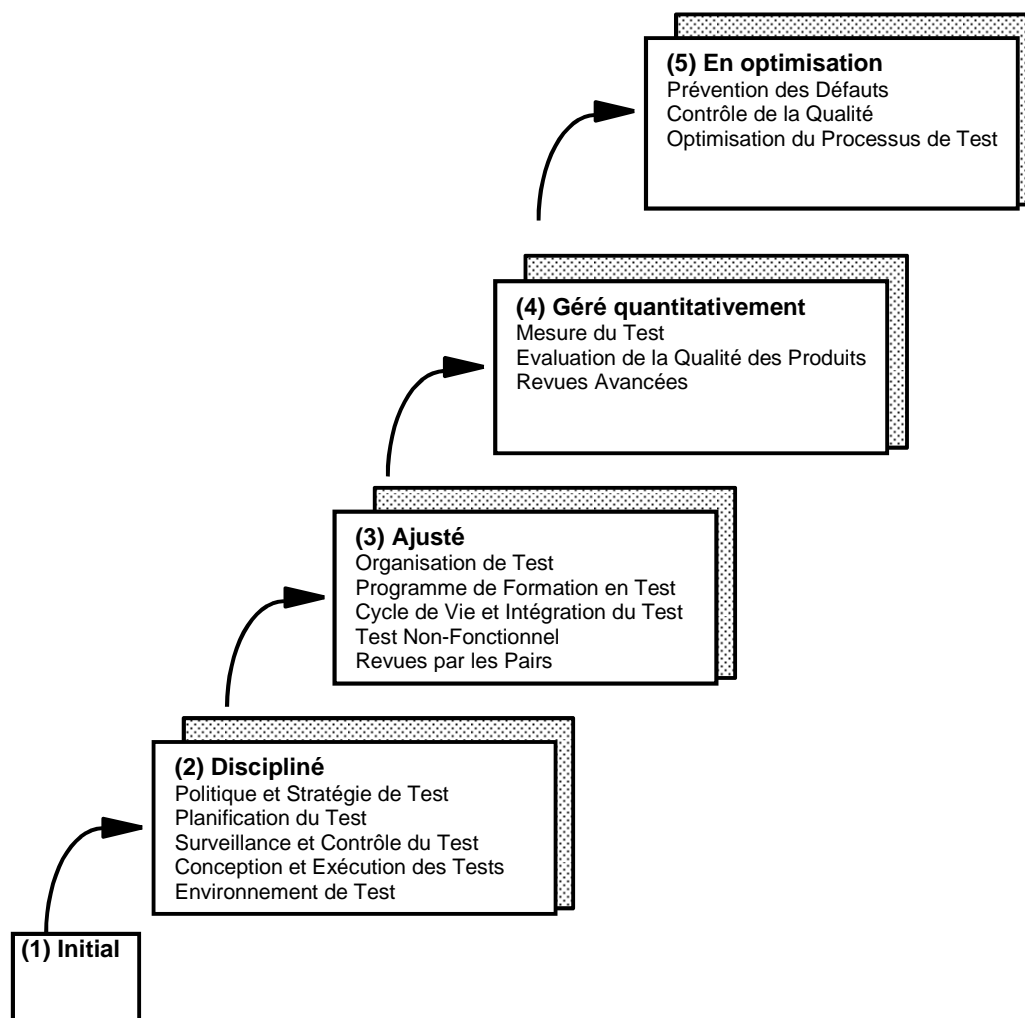 (5) En optimisation
Prévention des Défauts
Contrôle de la Qualité
Optimisation du Processus de Test
(4) Géré quantitativement
Mesure du Test
Evaluation de la Qualité des Produits
Revues Avancées
(3) Ajusté
Organisation de Test
Programme de Formation en Test
Cycle de Vie et Intégration du Test
Test Non-Fonctionnel
Revues par les Pairs
(2) Discipliné
Politique et Stratégie de Test
Planification du Test
Surveillance et Contrôle du Test
Conception et Exécution des Tests
Environnement de Test
(1) Initial